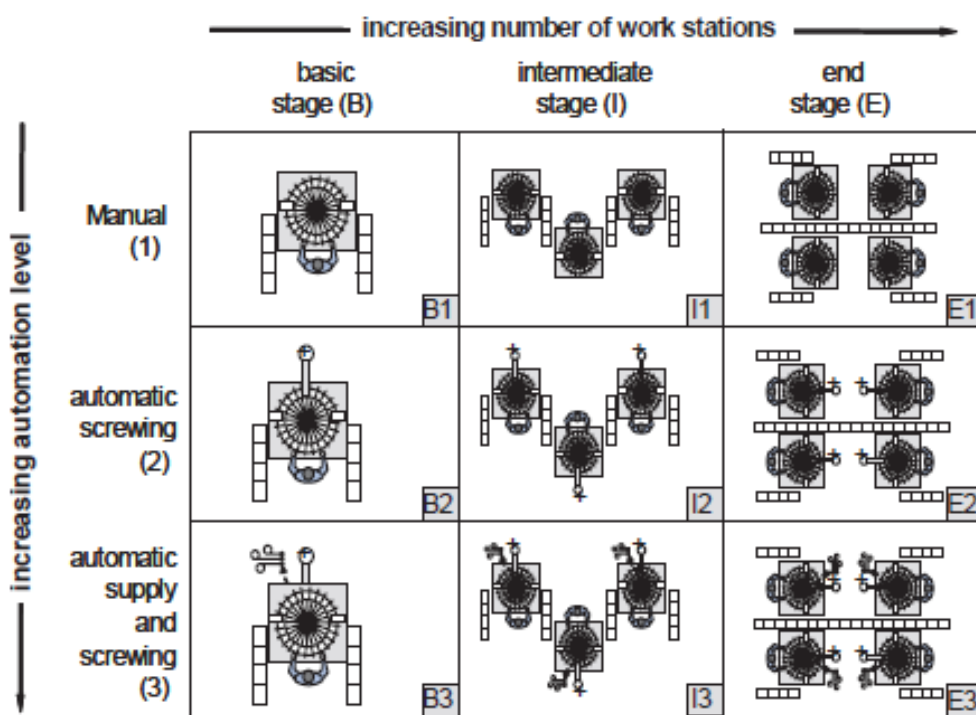 increasing number of work stations
basic
stage (B)
intermediate
stage (I)
end
stage (E)
increasing automation level
Manual
(1)
B1
I1
E1
automatic
screwing
(2)
B2
I2
E2
automatic
supply
and
screwing
(3)
B3
I3
E3